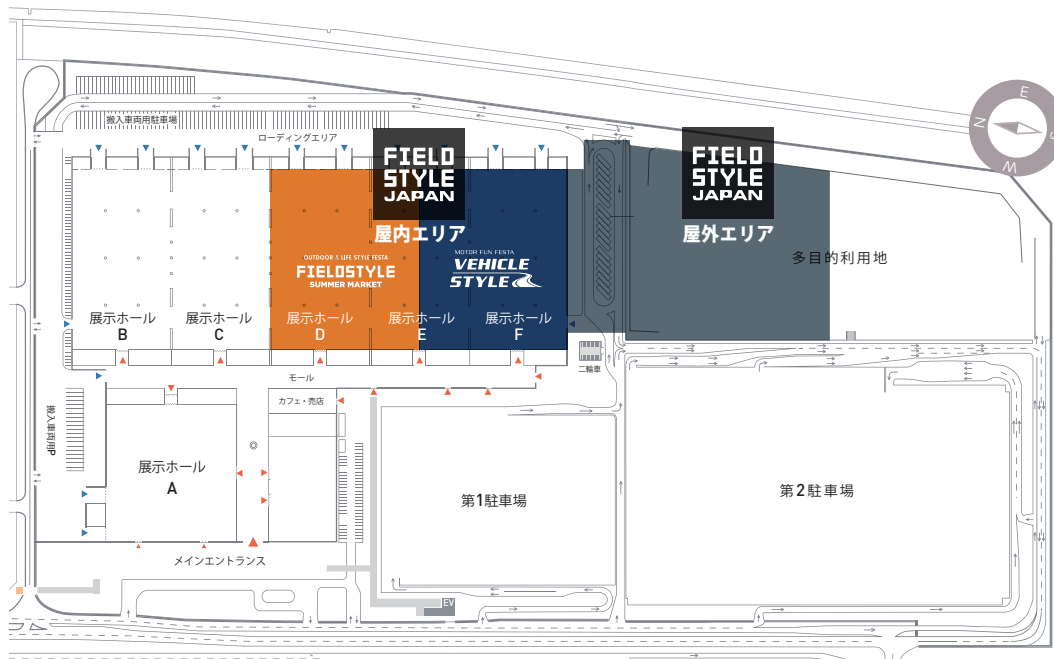 E
N
W
搬入車両用駐車場
ローディングエリア
FIELD
STYLE
JAPAN
屋内エリア
FIELD
STYLE
JAPAN
屋外エリア
多目的利用地
OUTDOOR & LIFE STYLE FESTA
FIELDSTYLE
SUMMER MARKET
MOTOR FUN FESTA
VEHICLE
STYLE
展示ホール
B
展示ホール
C
展示ホール
D
展示ホール
E
展示ホール
F
二輪車
モール
カフェ・売店
搬入車両用P
展示ホール
A
第1駐車場
第2駐車場
メインエントランス
EV